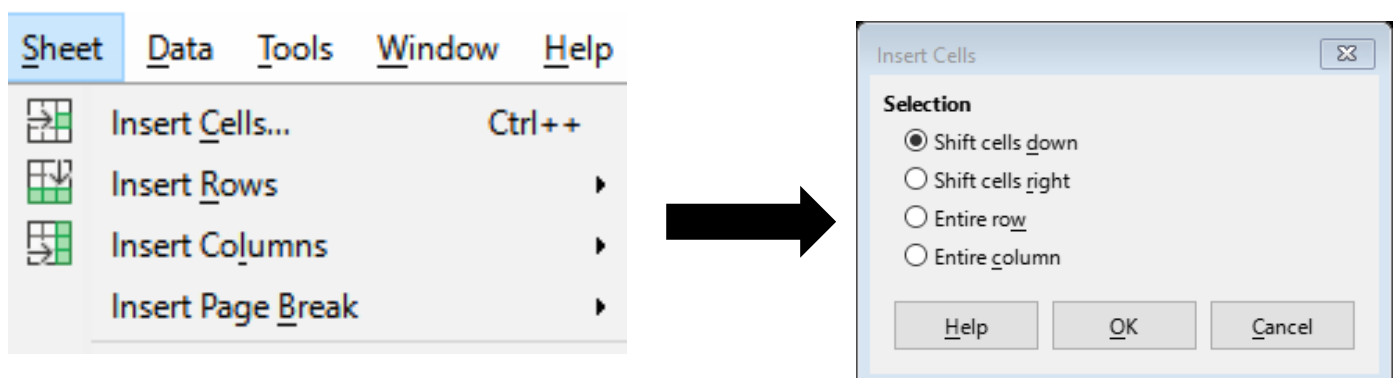 Sheet Data Tools Window Help
Insert Cells... Ctrl++
Insert Rows
Insert Columns
Insert Page Break
Insert Cells
Selection
Shift cells down
Shift cells right
Entire row
Entire column
Help OK Cancel